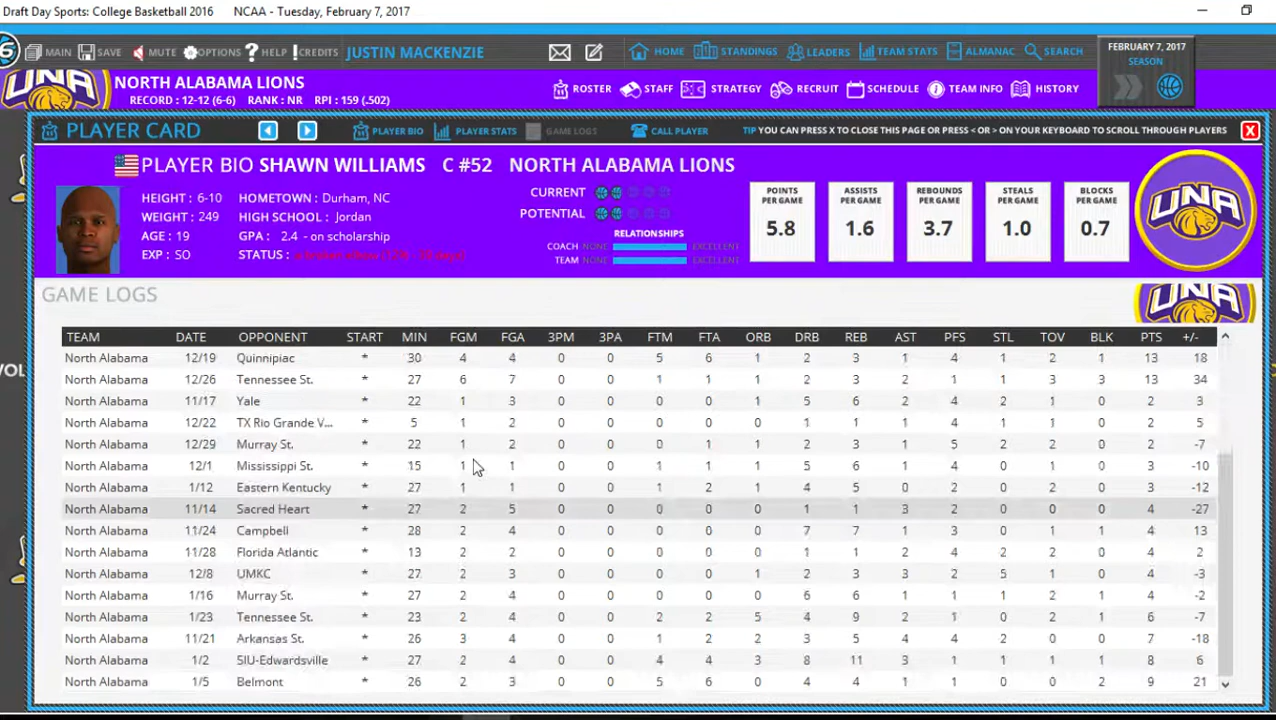 Draft Day Sports: College Basketball 2016 NCAA - Tuesday, February 7, 2017
MAIN SAVE MUTE OPTIONS HELP CREDITS JUSTIN MACKENZIE HOME STANDINGS LEADERS TEAM STATS ALMANAC SEARCH FEBRUARY 7, 2017
SEASON
UNA NORTH ALABAMA LIONS
RECORD : 12-12 (6-6) RANK : NR RPI : 159 (.502) ROSTER STAFF STRATEGY RECRUIT SCHEDULE TEAM INFO HISTORY
PLAYER CARD PLAYER BIO PLAYER STATS GAME LOGS CALL PLAYER TIP YOU CAN PRESS X TO CLOSE THIS PAGE OR PRESS < OR > ON YOUR KEYBOARD TO SCROLL THROUGH PLAYERS X
PLAYER BIO SHAWN WILLIAMS C #52 NORTH ALABAMA LIONS
HEIGHT : 6-10 HOMETOWN : Durham, NC CURRENT
WEIGHT : 249 HIGH SCHOOL : Jordan POTENTIAL
AGE : 19 GPA : 2.4 - on scholarship RELATIONSHIPS
EXP : SO STATUS : COACH NONE EXCELLENT
TEAM NONE EXCELLENT
POINTS PER GAME 5.8
ASSISTS PER GAME 1.6
REBOUNDS PER GAME 3.7
STEALS PER GAME 1.0
BLOCKS PER GAME 0.7
UNA
GAME LOGS UNA
TEAM DATE OPPONENT START MIN FGM FGA 3PM 3PA FTM FTA ORB DRB REB AST PFS STL TOV BLK PTS +/-
North Alabama 12/19 Quinnipiac * 30 4 4 0 0 5 6 1 2 3 1 4 1 2 1 13 18
North Alabama 12/26 Tennessee St. * 27 6 7 0 0 1 1 1 2 3 2 1 1 3 3 13 34
North Alabama 11/17 Yale * 22 1 3 0 0 0 0 1 5 6 2 4 2 1 0 2 3
North Alabama 12/22 TX Rio Grande V... * 5 1 2 0 0 0 0 0 1 1 1 4 1 1 0 2 5
North Alabama 12/29 Murray St. * 22 1 2 0 0 0 1 1 2 3 1 5 2 2 0 2 -7
North Alabama 12/1 Mississippi St. * 15 1 1 0 0 1 1 1 5 6 1 4 0 1 0 3 -10
North Alabama 1/12 Eastern Kentucky * 27 1 1 0 0 1 2 1 4 5 0 2 0 2 0 3 -12
North Alabama 11/14 Sacred Heart * 27 2 5 0 0 0 0 0 1 1 3 2 0 0 0 4 -27
North Alabama 11/24 Campbell * 28 2 4 0 0 0 0 0 7 7 1 3 0 1 1 4 13
North Alabama 11/28 Florida Atlantic * 13 2 2 0 0 0 0 0 1 1 2 4 2 2 0 4 2
North Alabama 12/8 UMKC * 27 2 3 0 0 0 0 1 2 3 3 2 5 1 0 4 -3
North Alabama 1/16 Murray St. * 27 2 4 0 0 0 0 0 6 6 1 1 1 2 0 4 -2
North Alabama 1/23 Tennessee St. * 23 2 4 0 0 2 2 5 4 9 2 1 0 2 1 6 -7
North Alabama 11/21 Arkansas St. * 26 3 4 0 0 1 2 2 3 5 4 4 2 0 0 7 -18
North Alabama 1/2 SIU-Edwardsville * 27 2 4 0 0 4 4 3 8 11 3 1 1 1 1 8 6
North Alabama 1/5 Belmont * 26 2 3 0 0 5 6 0 4 4 1 1 0 0 2 9 21